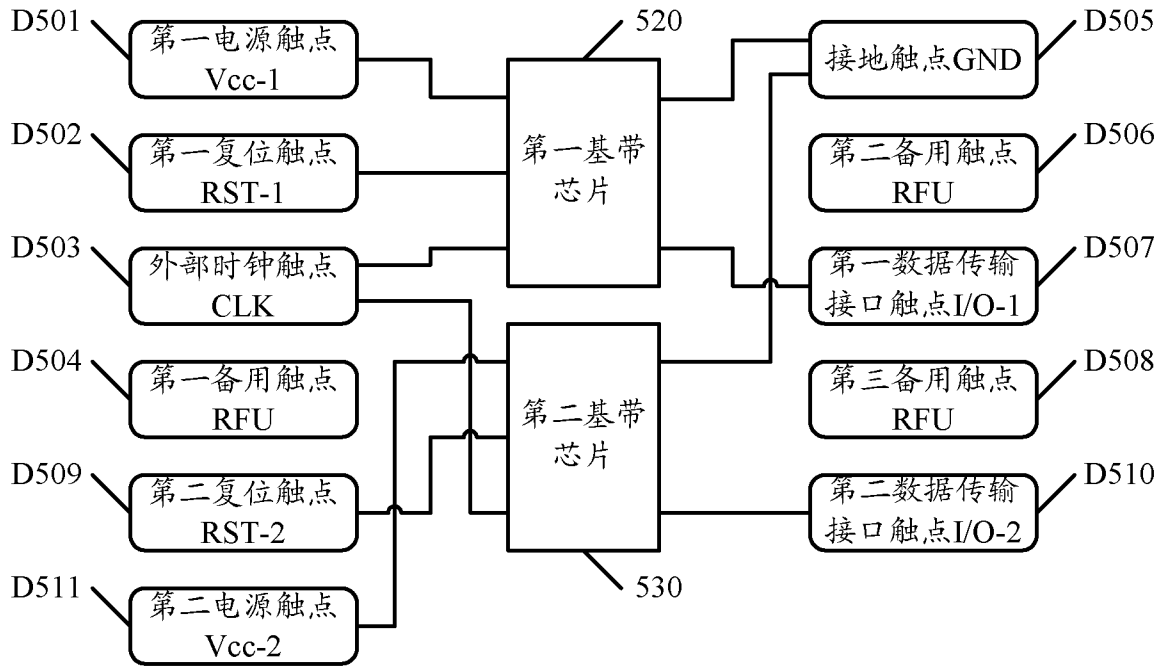 D501
第一电源触点
Vcc-1
520
D505
接地触点GND
D502
第一复位触点
RST-1
第一基带
芯片
D506
第二备用触点
RFU
D503
外部时钟触点
CLK
D507
第一数据传输
接口触点I/O-1
D504
第一备用触点
RFU
第二基带
芯片
D508
第三备用触点
RFU
D509
第二复位触点
RST-2
D510
第二数据传输
接口触点I/O-2
D511
第二电源触点
Vcc-2
530